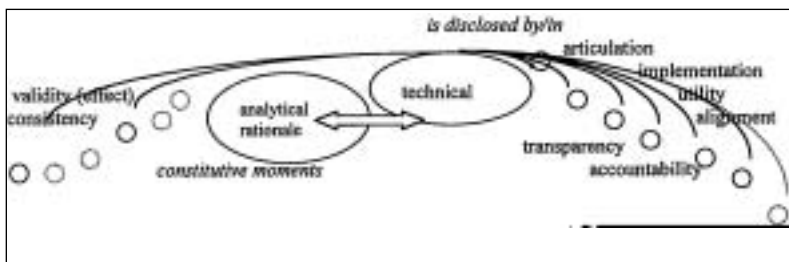 is disclosed by/in
articulation
implementation
technical
utility
validity (effect)
analytical
rationale
consistency
alignment
transparency
accountability
constitutive moments